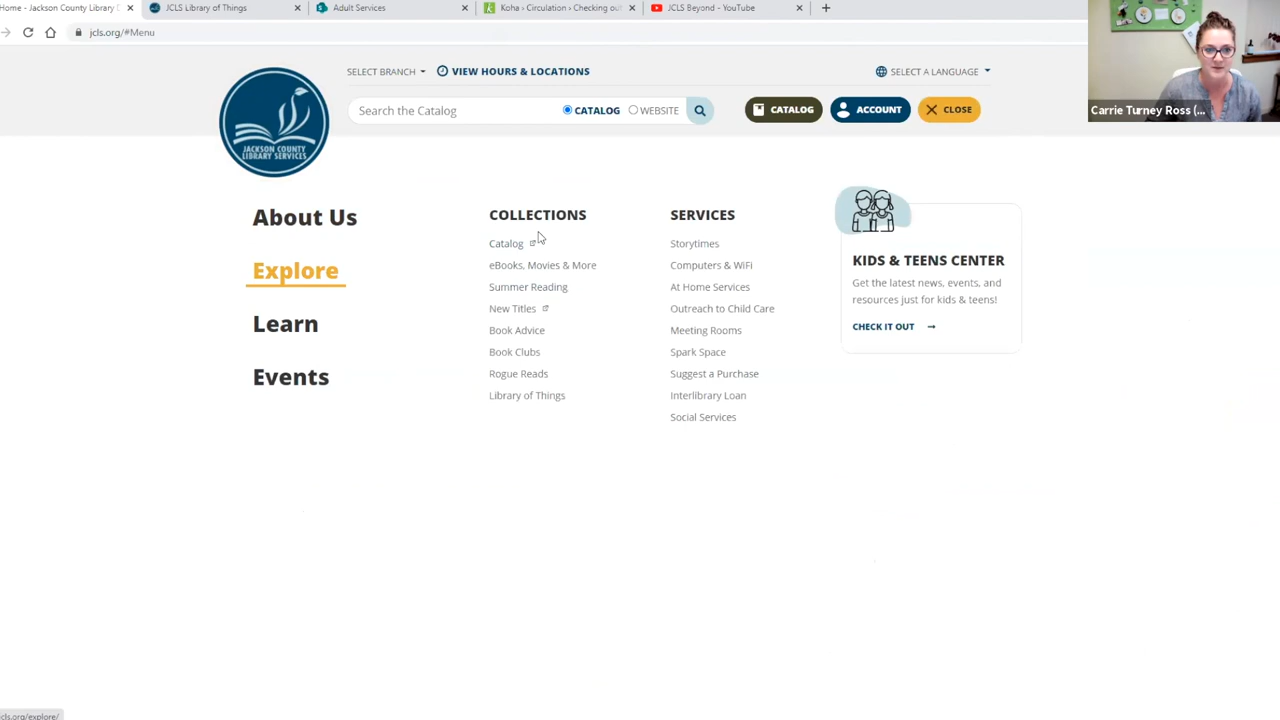 Home - Jackson County Library
JCLS Library of Things
Adult Services
Koha › Circulation › Checking out
JCLS Beyond - YouTube
jcls.org/#Menu
Carrie Turney Ross (...
SELECT BRANCH
VIEW HOURS & LOCATIONS
SELECT A LANGUAGE
Search the Catalog
CATALOG
WEBSITE
CATALOG
ACCOUNT
CLOSE
JACKSON COUNTY
LIBRARY SERVICES
About Us
Explore
Learn
Events
COLLECTIONS
Catalog
eBooks, Movies & More
Summer Reading
New Titles
Book Advice
Book Clubs
Rogue Reads
Library of Things
SERVICES
Storytimes
Computers & WiFi
At Home Services
Outreach to Child Care
Meeting Rooms
Spark Space
Suggest a Purchase
Interlibrary Loan
Social Services
KIDS & TEENS CENTER
Get the latest news, events, and
resources just for kids & teens!
CHECK IT OUT →
cls.org/explore/